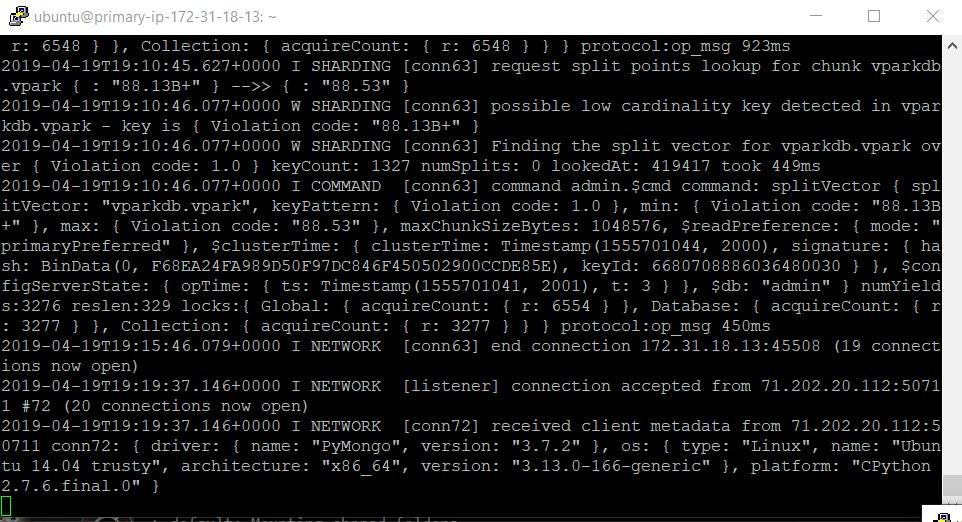 ubuntu@primary-ip-172-31-18-13: ~
r: 6548 } }, Collection: { acquireCount: { r: 6548 } } } protocol:op_msg 923ms
2019-04-19T19:10:45.627+0000 I SHARDING [conn63] request split points lookup for chunk vparkdb
.vpark { : "88.13B+" } -->> { : "88.53" }
2019-04-19T19:10:46.077+0000 W SHARDING [conn63] possible low cardinality key detected in vpar
kdb.vpark - key is { Violation code: "88.13B+" }
2019-04-19T19:10:46.077+0000 W SHARDING [conn63] Finding the split vector for vparkdb.vpark ov
er { Violation code: 1.0 } keyCount: 1327 numSplits: 0 lookedAt: 419417 took 449ms
2019-04-19T19:10:46.077+0000 I COMMAND  [conn63] command admin.$cmd command: splitVector { spl
itVector: "vparkdb.vpark", keyPattern: { Violation code: 1.0 }, min: { Violation code: "88.13B
+" }, max: { Violation code: "88.53" }, maxChunkSizeBytes: 1048576, $readPreference: { mode: "
primaryPreferred" }, $clusterTime: { clusterTime: Timestamp(1555701044, 2000), signature: { ha
sh: BinData(0, F68EA24FA989D50F97DC846F450502900CCDE85E), keyId: 6680708886036480030 } }, $con
figServerState: { opTime: { ts: Timestamp(1555701041, 2001), t: 3 } }, $db: "admin" } numYield
s:3276 reslen:329 locks:{ Global: { acquireCount: { r: 6554 } }, Database: { acquireCount: { r
: 3277 } }, Collection: { acquireCount: { r: 3277 } } } protocol:op_msg 450ms
2019-04-19T19:15:46.079+0000 I NETWORK  [conn63] end connection 172.31.18.13:45508 (19 connect
ions now open)
2019-04-19T19:19:37.146+0000 I NETWORK  [listener] connection accepted from 71.202.20.112:5071
1 #72 (20 connections now open)
2019-04-19T19:19:37.146+0000 I NETWORK  [conn72] received client metadata from 71.202.20.112:5
0711 conn72: { driver: { name: "PyMongo", version: "3.7.2" }, os: { type: "Linux", name: "Ubun
tu 14.04 trusty", architecture: "x86_64", version: "3.13.0-166-generic" }, platform: "CPython
2.7.6.final.0" }